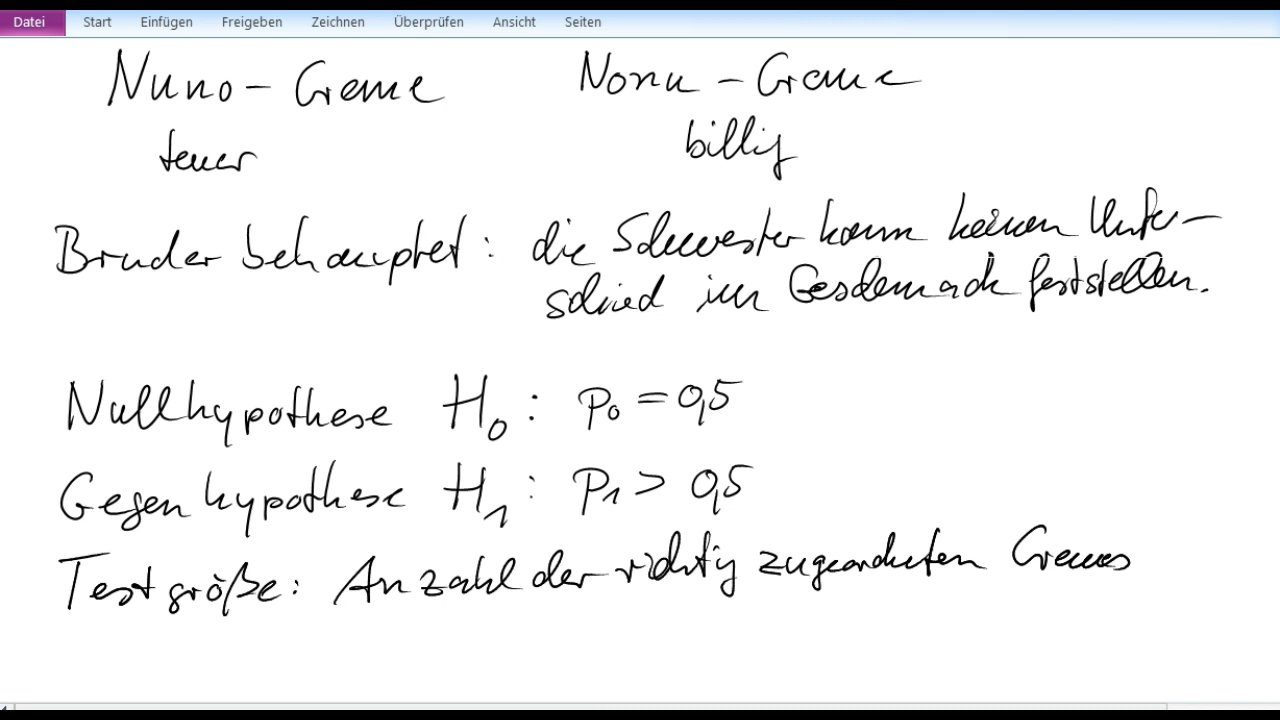 Datei Start Einfügen Freigeben Zeichnen Überprüfen Ansicht Seiten
Nuno - Creme Nonu - Creme
teuer billig
Bruder behauptet: die Schwester kann keinen Unter-
schied im Geschmack feststellen.
Nullhypothese H₀: p₀ = 0,5
Gegenhypothese H₁: p₁ > 0,5
Testgröße: Anzahl der richtig zugeordneten Cremes